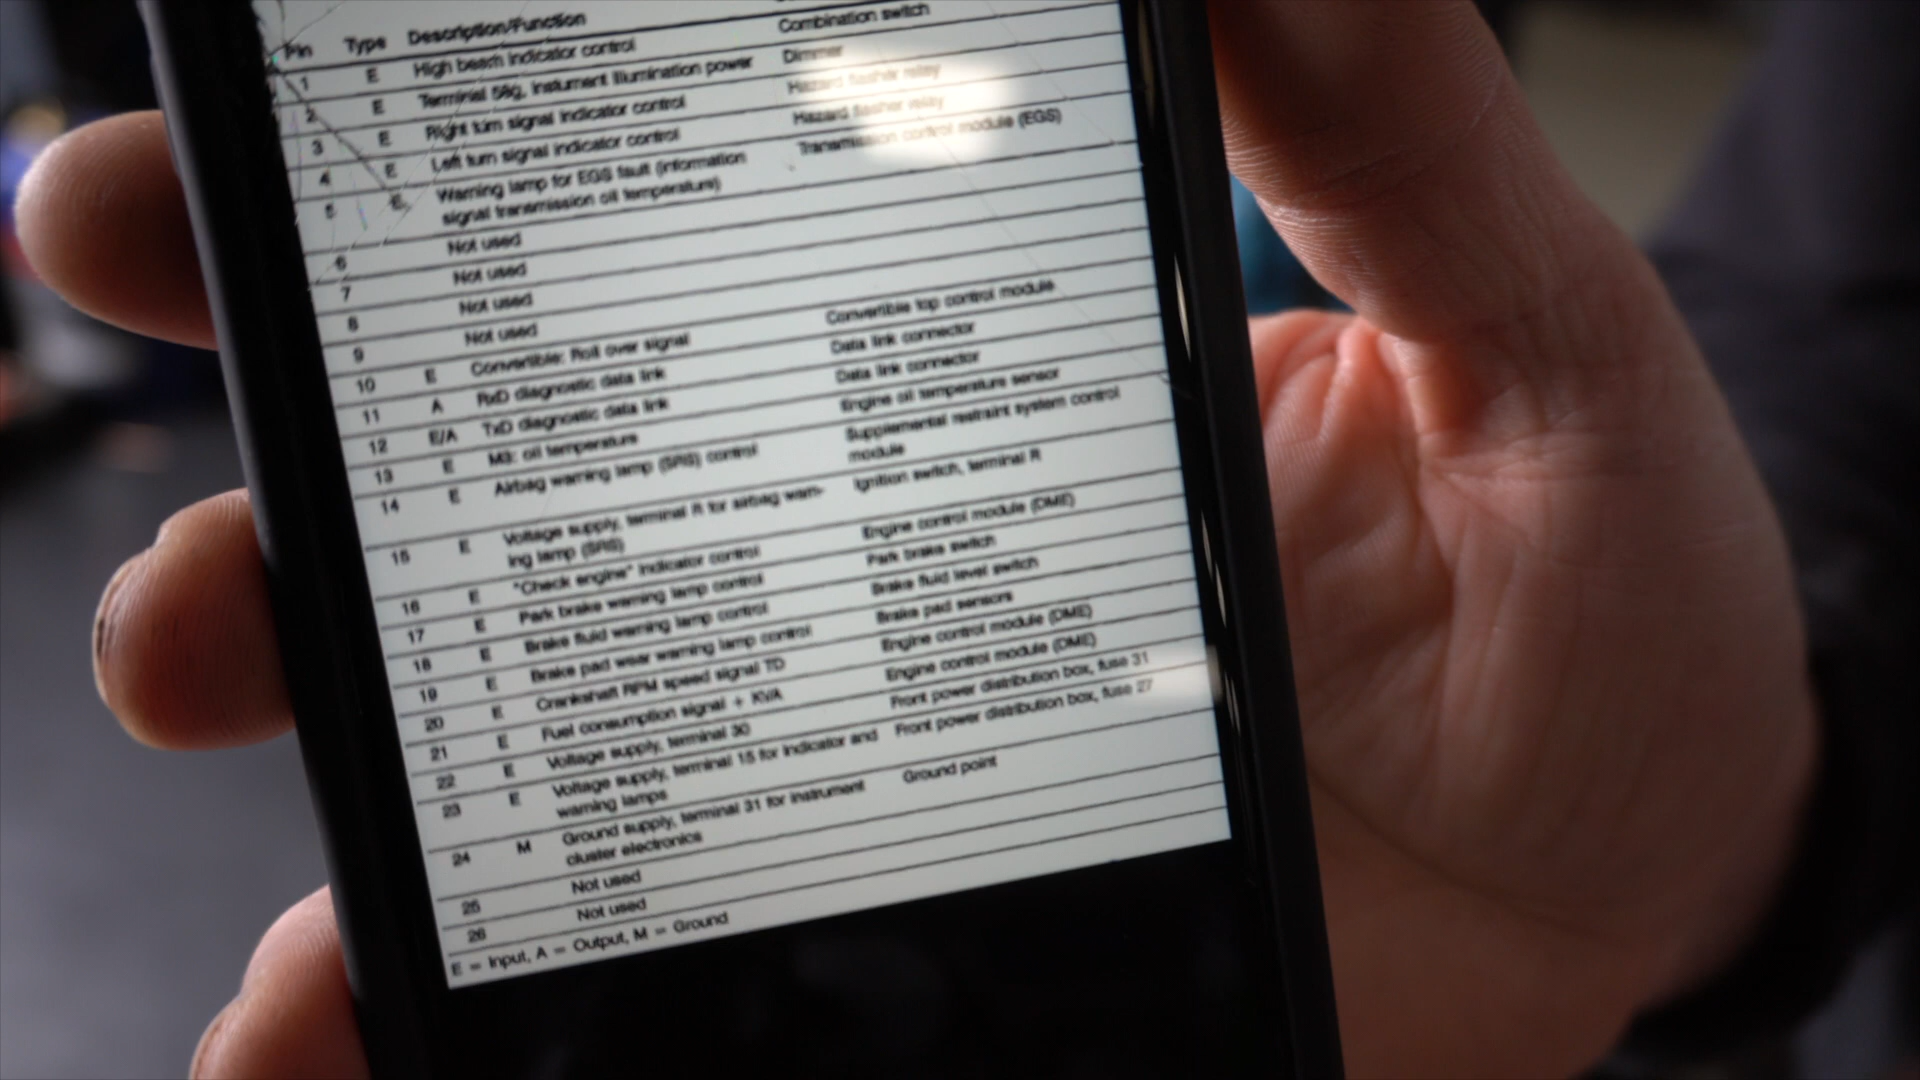 Pin Type Description/Function
1 E High beam indicator control Combination switch
2 E Terminal 58g, instument illumination power Dimmer
3 E Right turn signal indicator control Hazard flasher relay
4 E Left turn signal indicator control Hazard flasher relay
5 E Warning lamp for EGS fault (information Transmission control module (EGS)
signal transmission oil temperature)
6 Not used
7 Not used
8 Not used
9 Not used
10 E Convertible: Roll over signal Convertible top control module
11 A RxD diagnostic data link Data link connector
12 E/A TxD diagnostic data link Data link connector
13 E M3: oil temperature Engine oil temperature sensor
14 E Airbag warning lamp (SRS) control Supplemental restraint system control
module
15 E Voltage supply, terminal R for airbag warn- Ignition switch, terminal R
ing lamp (SRS)
16 E "Check engine" indicator control Engine control module (DME)
17 E Park brake warning lamp control Park brake switch
18 E Brake fluid warning lamp control Brake fluid level switch
19 E Brake pad wear warning lamp control Brake pad sensors
20 E Crankshaft RPM speed signal TD Engine control module (DME)
21 E Fuel consumption signal + KVA Engine control module (DME)
22 E Voltage supply, terminal 30 Front power distribution box, fuse 31
23 E Voltage supply, terminal 15 for indicator and Front power distribution box, fuse 27
warning lamps
24 M Ground supply, terminal 31 for instrument Ground point
cluster electronics
25 Not used
26 Not used
E = Input, A = Output, M = Ground